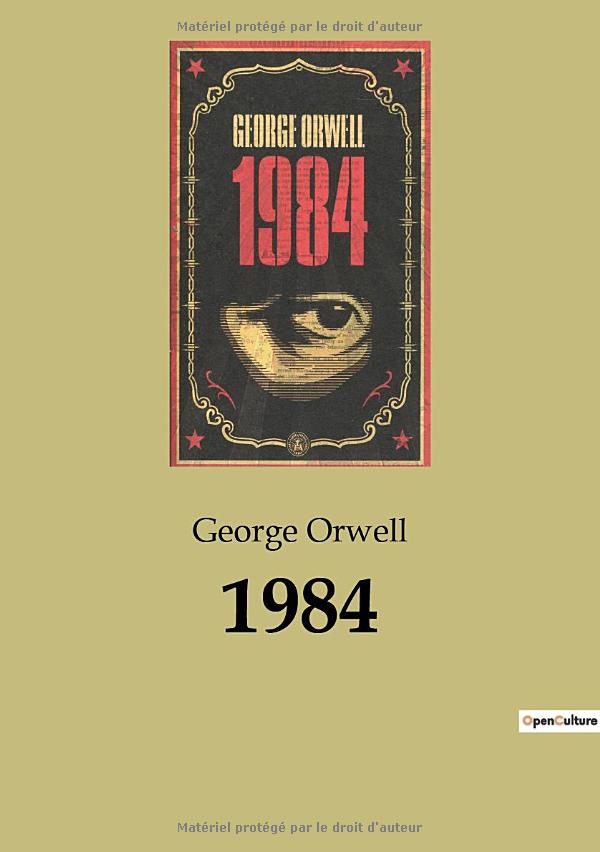 Matériel protégé par le droit d'auteur
GEORGE ORWELL
1984
George Orwell
1984
OpenCulture
Matériel protégé par le droit d'auteur